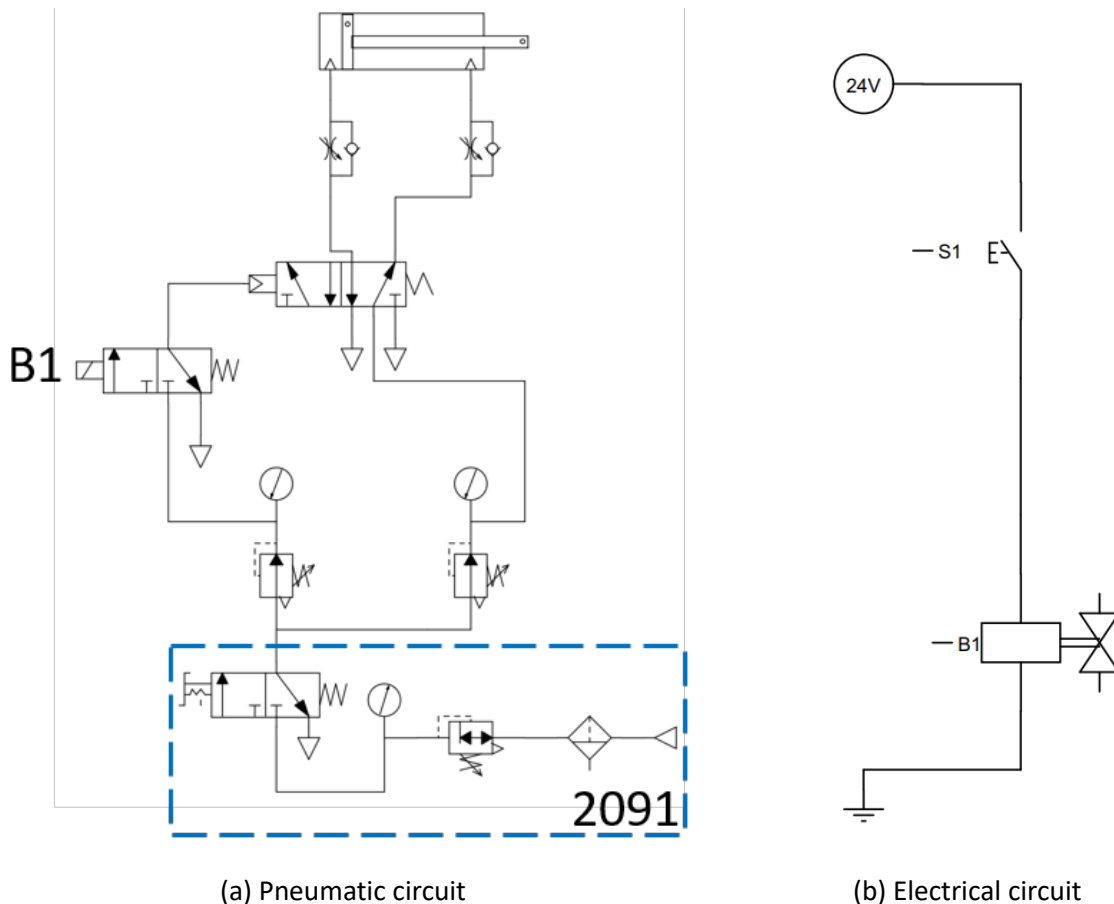 24V
S1
B1
B1
2091
(a) Pneumatic circuit
(b) Electrical circuit